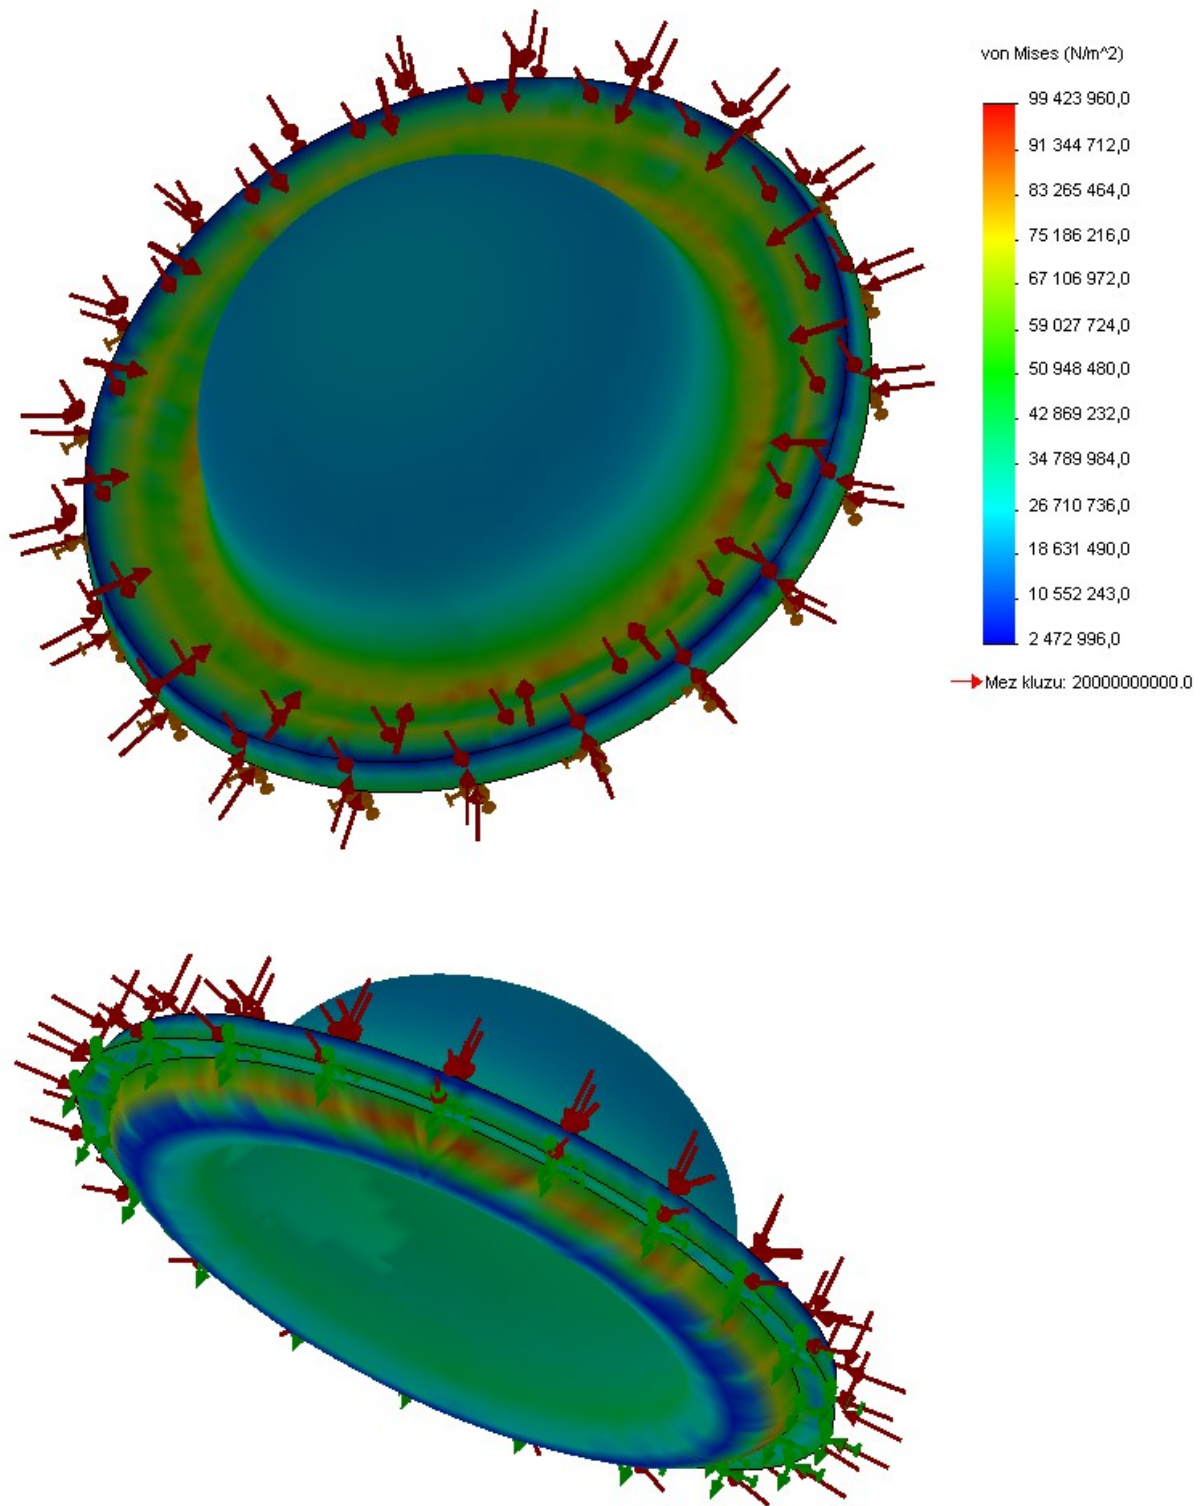 von Mises (N/m^2)
99 423 960,0
91 344 712,0
83 265 464,0
75 186 216,0
67 106 972,0
59 027 724,0
50 948 480,0
42 869 232,0
34 789 984,0
26 710 736,0
18 631 490,0
10 552 243,0
2 472 996,0
Mez kluzu: 20000000000.0